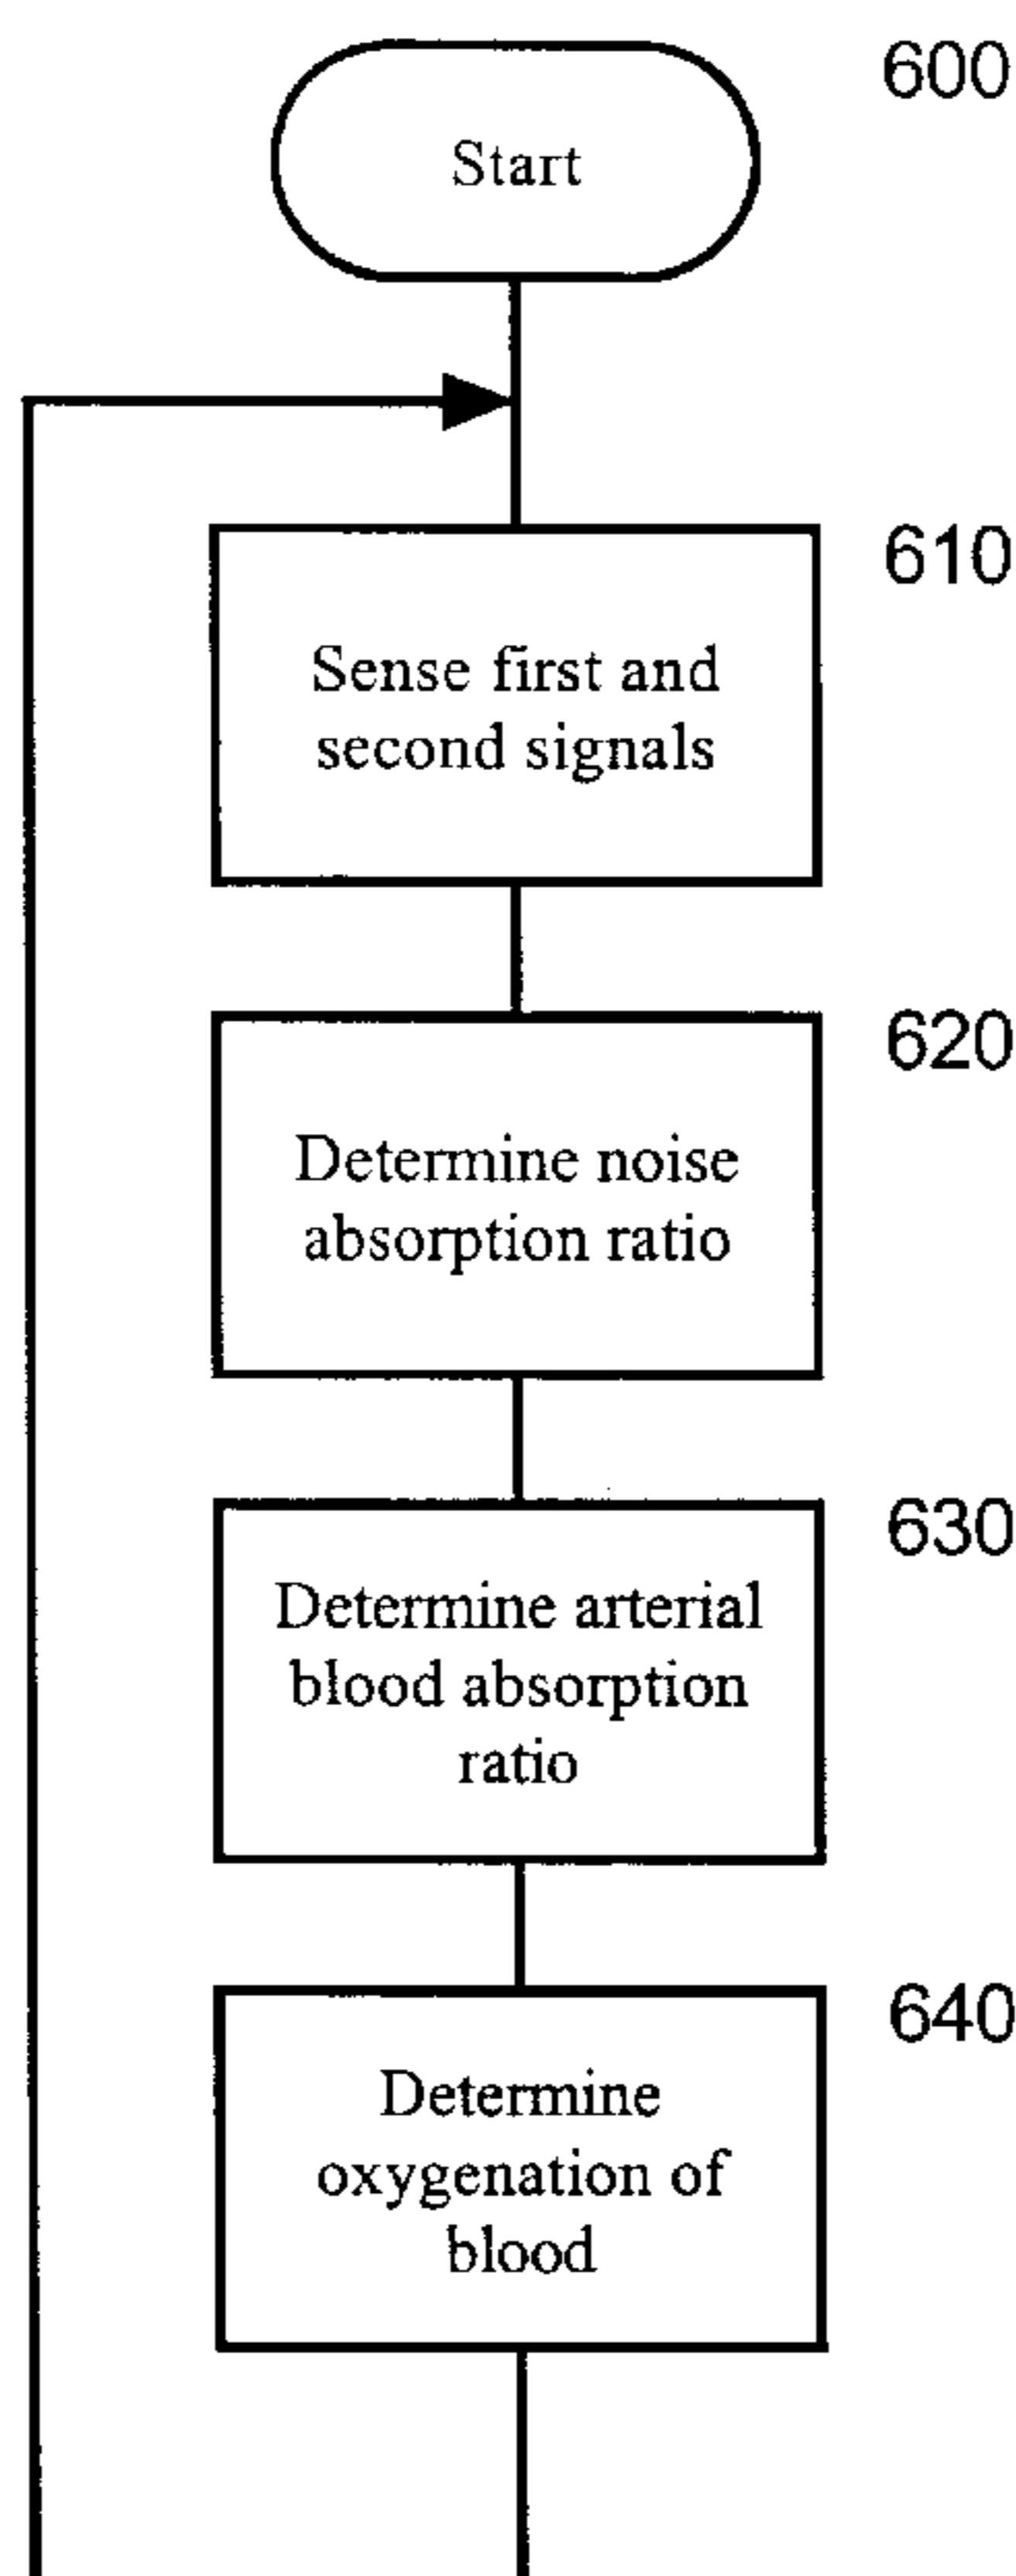 600
Start
610
Sense first and
second signals
620
Determine noise
absorption ratio
630
Determine arterial
blood absorption
ratio
640
Determine
oxygenation of
blood